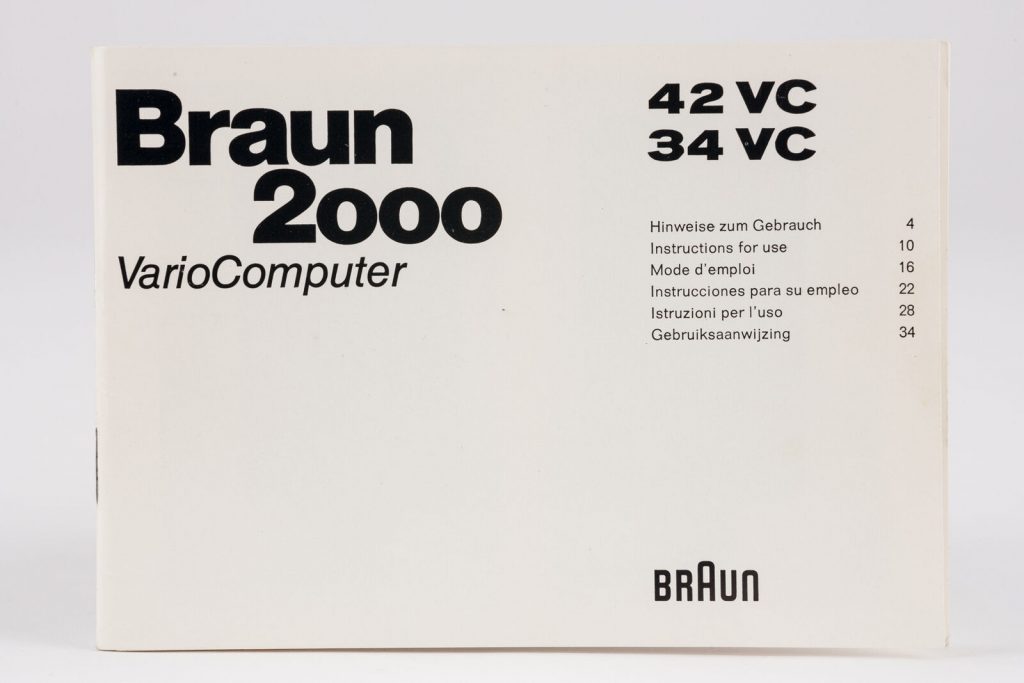 Braun
2000
VarioComputer
42 VC
34 VC
Hinweise zum Gebrauch 4
Instructions for use 10
Mode d'emploi 16
Instrucciones para su empleo 22
Istruzioni per l'uso 28
Gebruiksaanwijzing 34
BRAUN